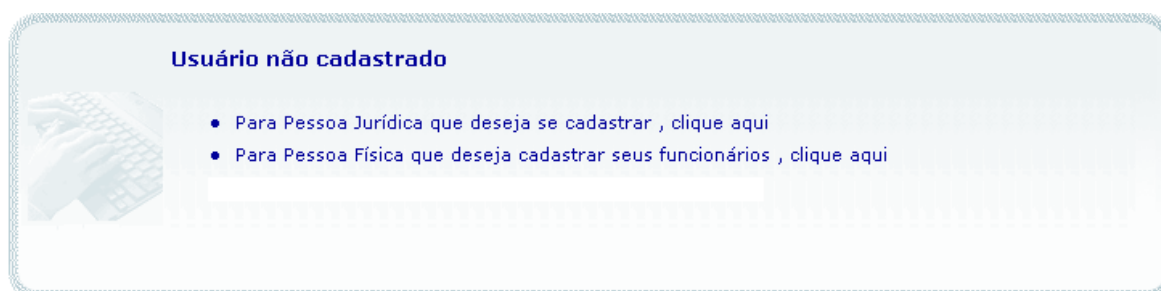 Usuário não cadastrado
● Para Pessoa Jurídica que deseja se cadastrar , clique aqui
● Para Pessoa Física que deseja cadastrar seus funcionários , clique aqui